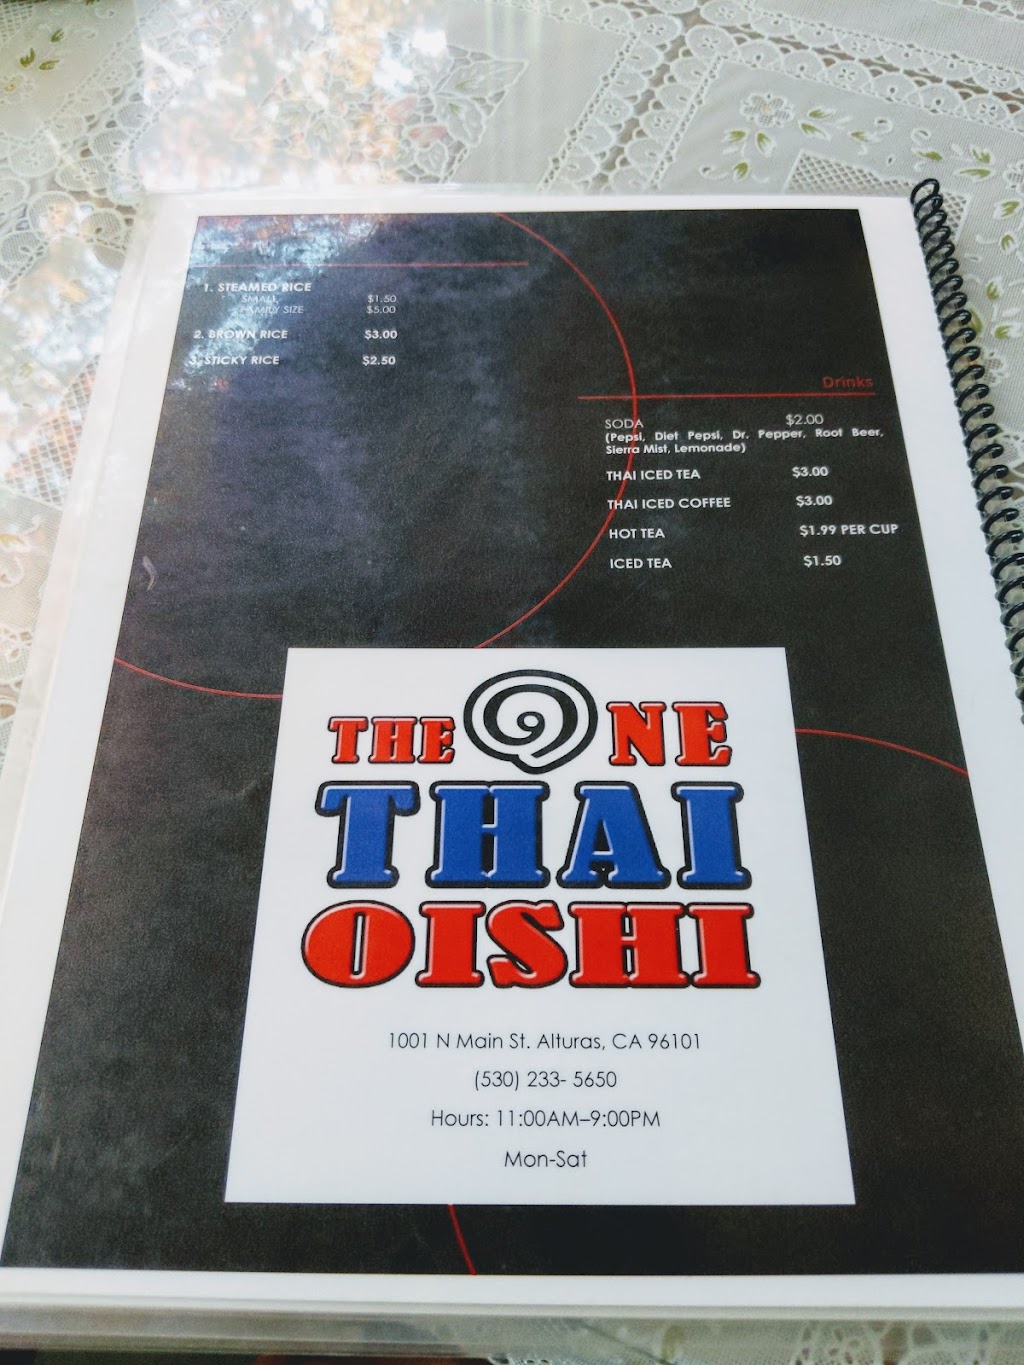 1. STEAMED RICE
SMALL $1.50
FAMILY SIZE $5.00
2. BROWN RICE $3.00
3. STICKY RICE $2.50
Drinks
SODA $2.00
(Pepsi, Diet Pepsi, Dr. Pepper, Root Beer,
Sierra Mist, Lemonade)
THAI ICED TEA $3.00
THAI ICED COFFEE $3.00
HOT TEA $1.99 PER CUP
ICED TEA $1.50
THE ONE
THAI
OISHI
1001 N Main St. Alturas, CA 96101
(530) 233- 5650
Hours: 11:00AM–9:00PM
Mon-Sat